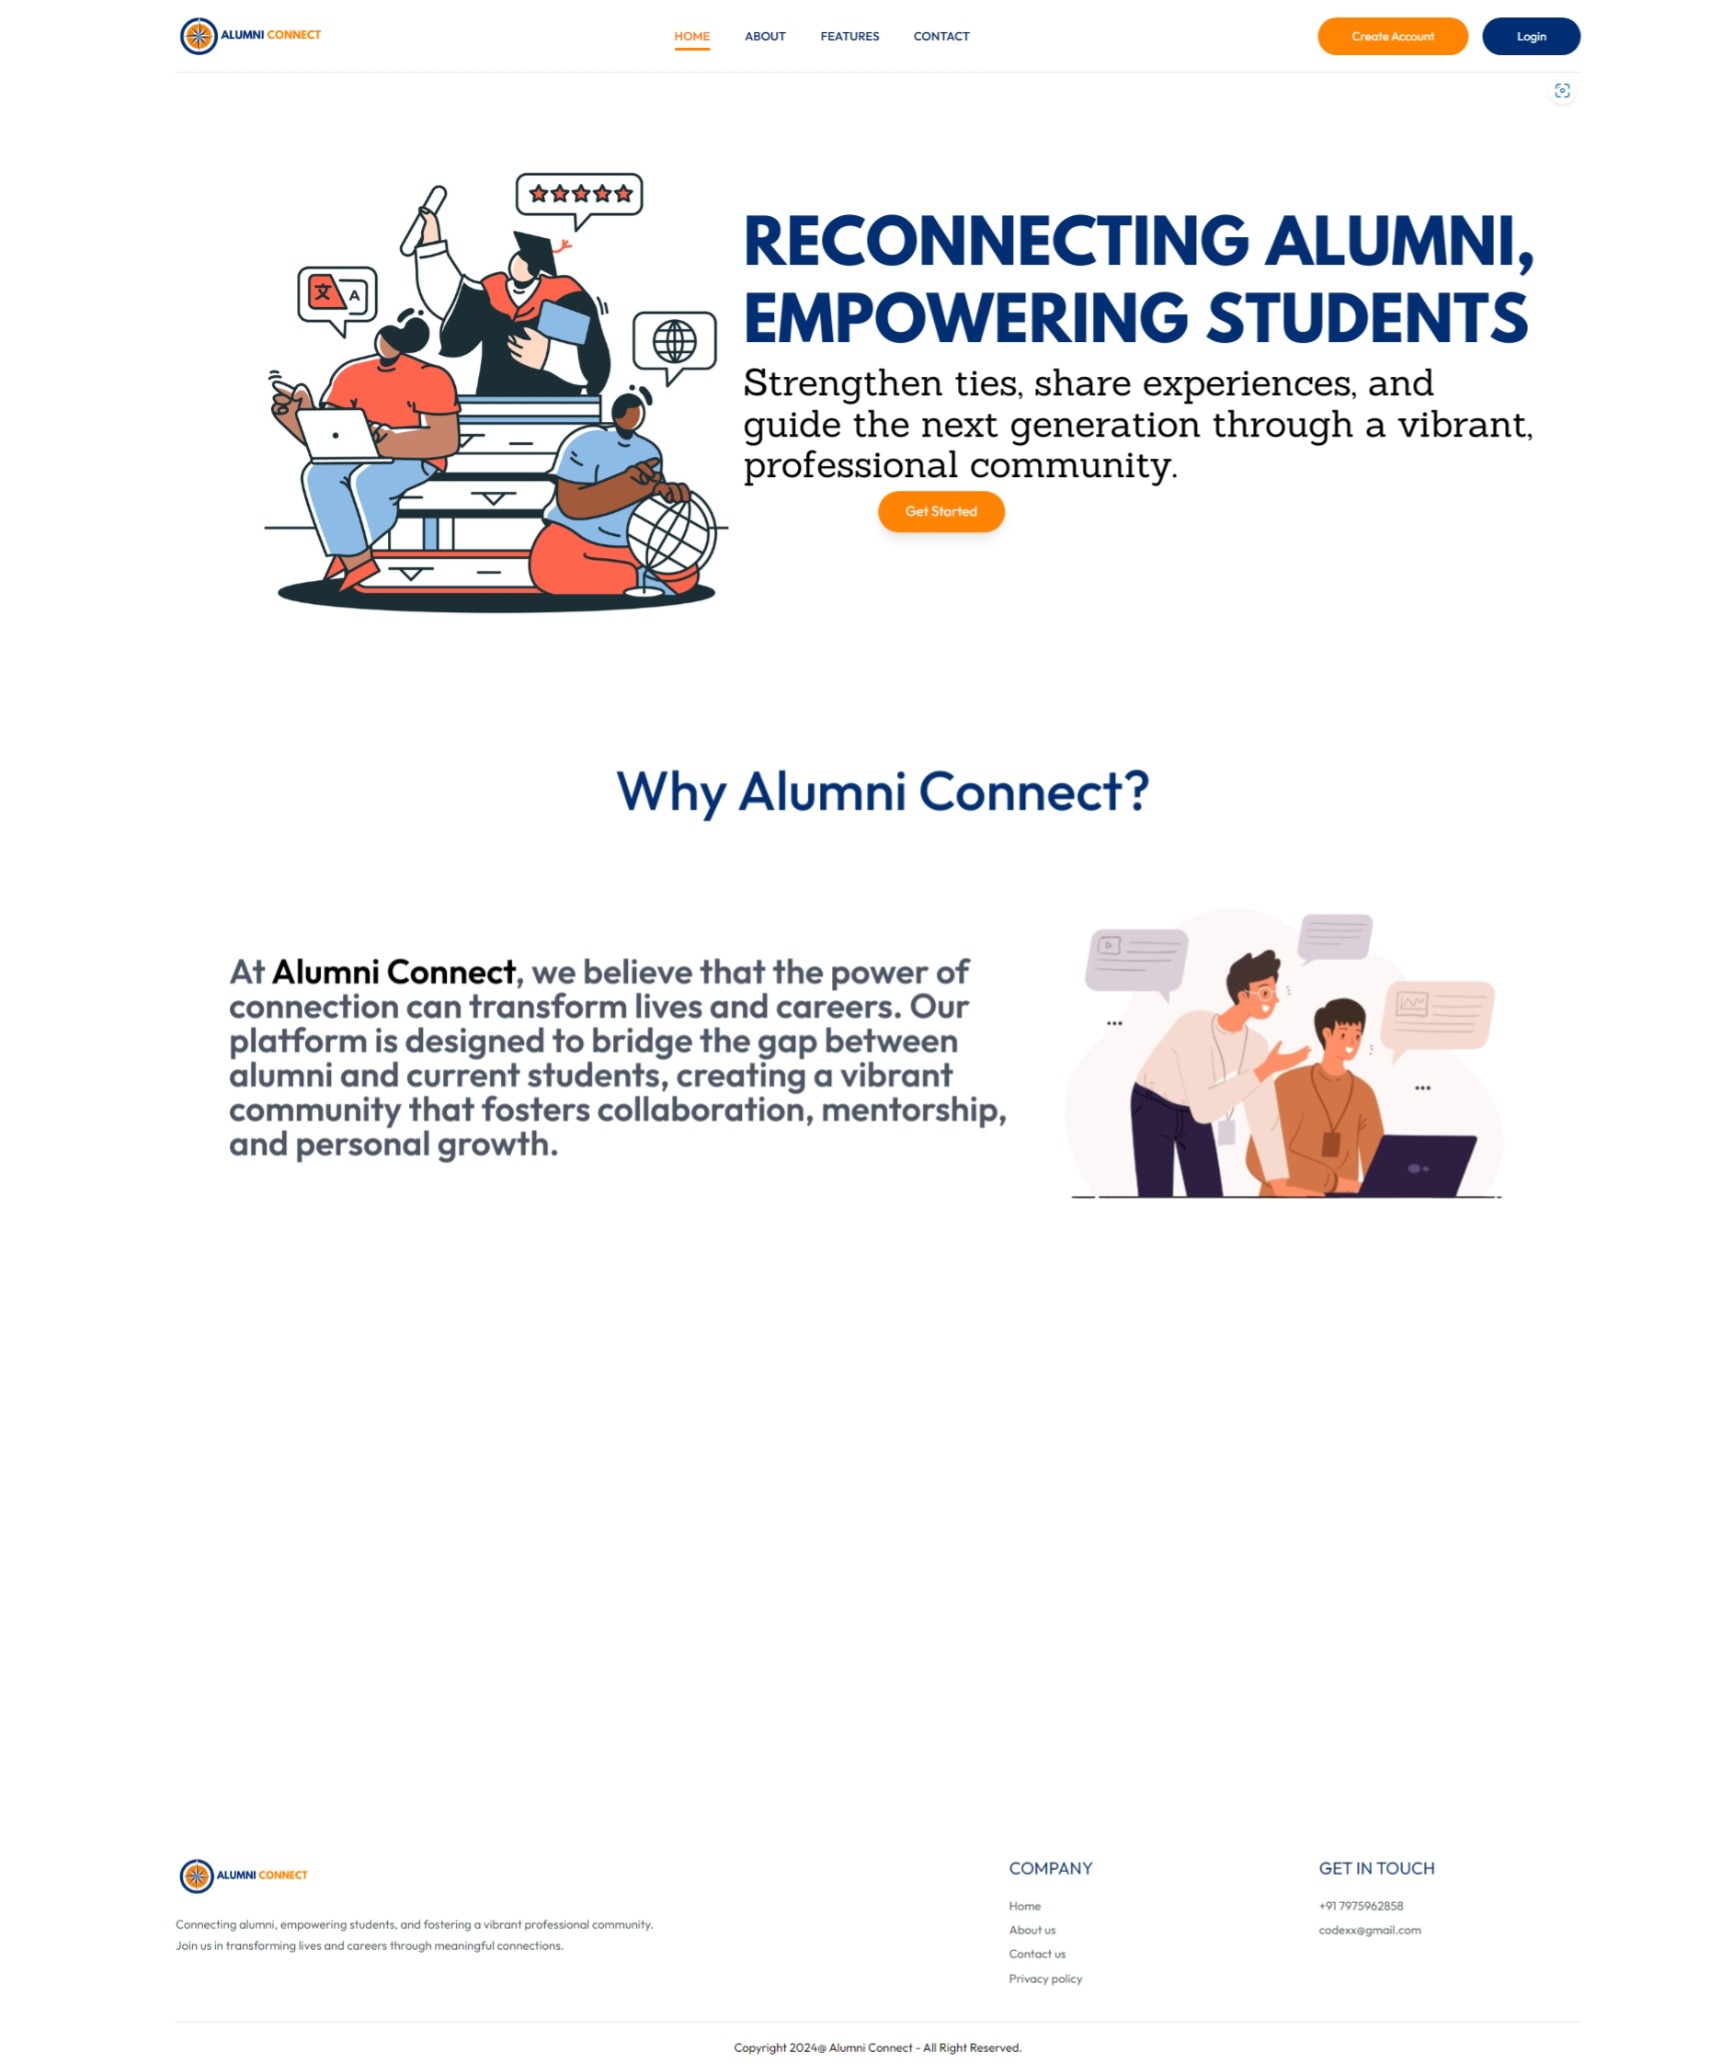 ALUMNI CONNECT
HOME ABOUT FEATURES CONTACT
Create Account Login
文 A
RECONNECTING ALUMNI,
EMPOWERING STUDENTS
Strengthen ties, share experiences, and
guide the next generation through a vibrant,
professional community.
Get Started
Why Alumni Connect?
At Alumni Connect, we believe that the power of
connection can transform lives and careers. Our
platform is designed to bridge the gap between
alumni and current students, creating a vibrant
community that fosters collaboration, mentorship,
and personal growth.
ALUMNI CONNECT
Connecting alumni, empowering students, and fostering a vibrant professional community.
Join us in transforming lives and careers through meaningful connections.
COMPANY
Home
About us
Contact us
Privacy policy
GET IN TOUCH
+91 7975962858
codexx@gmail.com
Copyright 2024@ Alumni Connect - All Right Reserved.